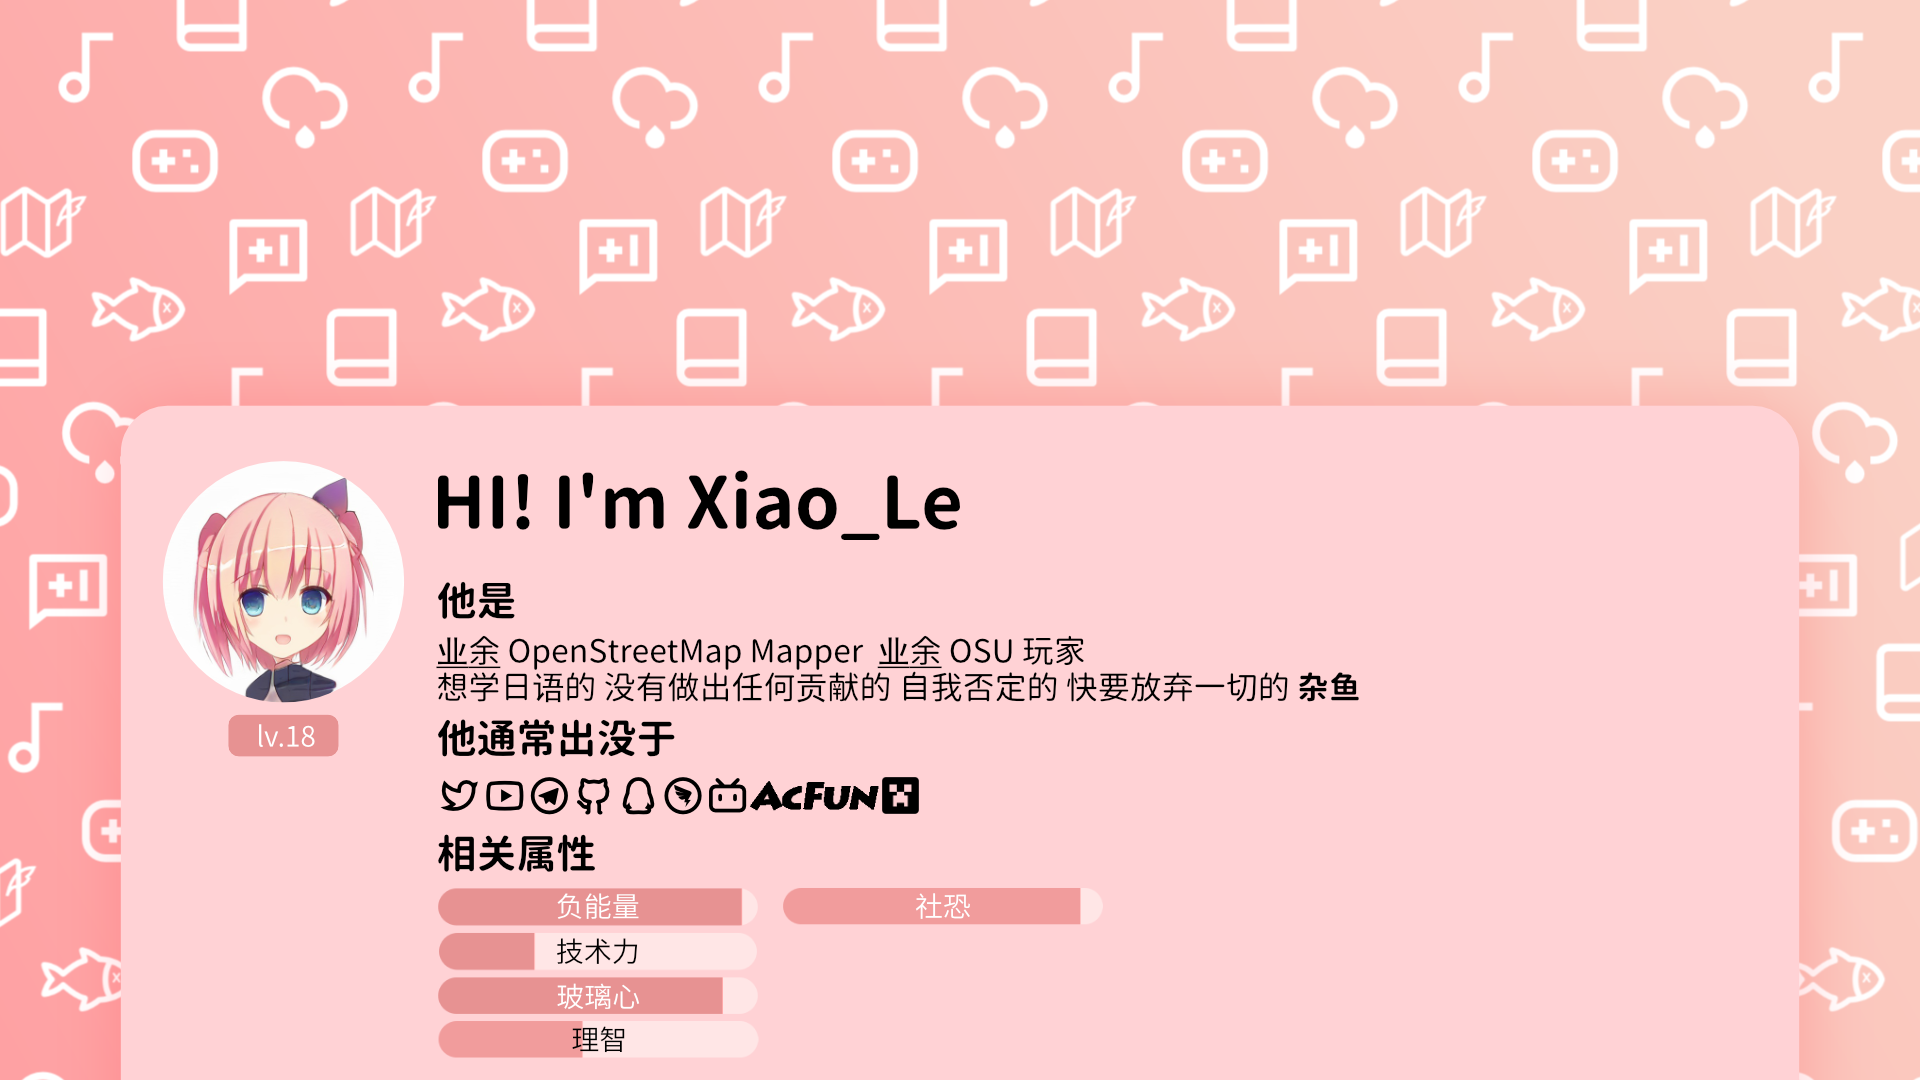 HI! I'm Xiao_Le
他是
业余 OpenStreetMap Mapper 业余 OSU 玩家
想学日语的 没有做出任何贡献的 自我否定的 快要放弃一切的 杂鱼
lv.18
他通常出没于
AcFun
相关属性
负能量
社恐
技术力
玻璃心
理智